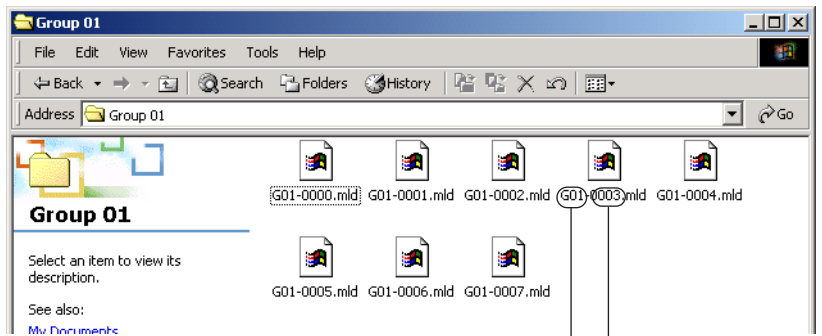 Group 01
File Edit View Favorites Tools Help
Back Search Folders History
Address Group 01 Go
G01-0000.mld G01-0001.mld G01-0002.mld G01-0003.mld G01-0004.mld
Group 01
G01-0005.mld G01-0006.mld G01-0007.mld
Select an item to view its
description.
See also:
My Documents